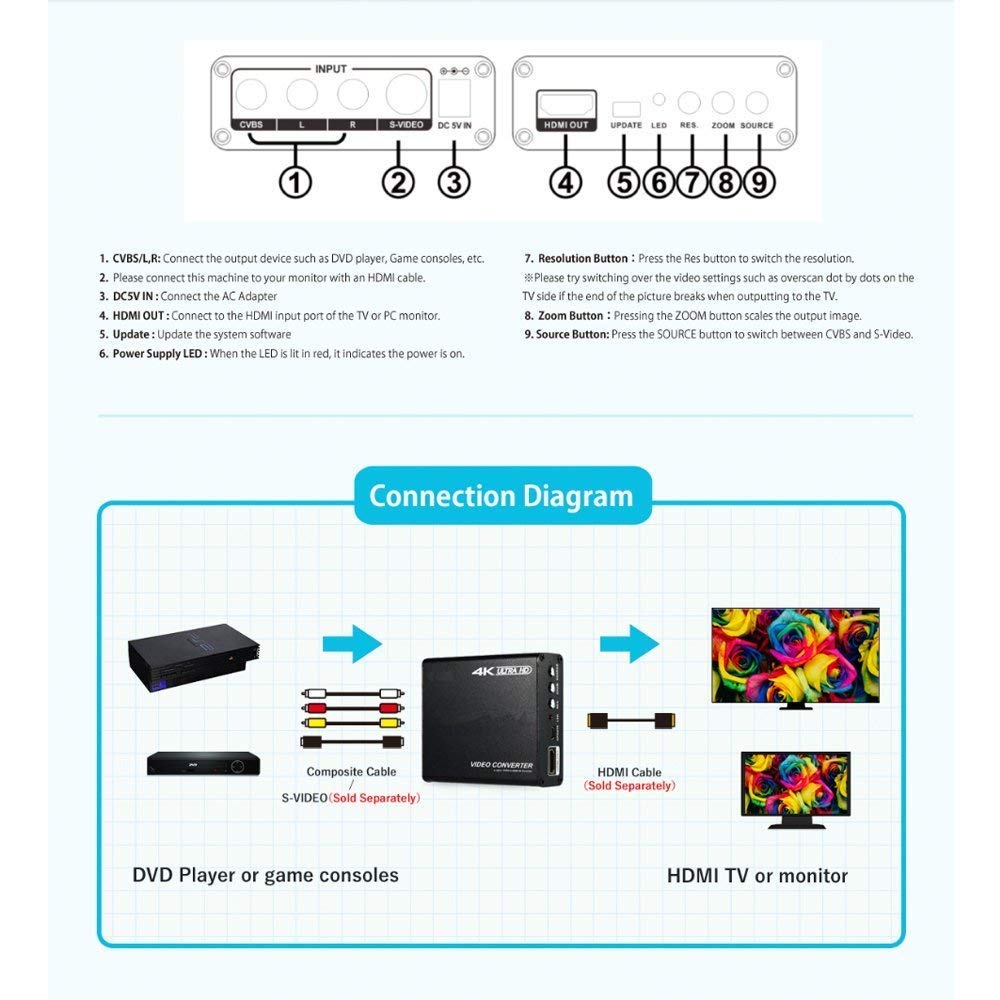 INPUT
CVBS L R S-VIDEO DC 5V IN
HDMI OUT UPDATE LED RES. ZOOM SOURCE
① ② ③ ④ ⑤ ⑥ ⑦ ⑧ ⑨
1. CVBS/L,R: Connect the output device such as DVD player, Game consoles, etc.
2. Please connect this machine to your monitor with an HDMI cable.
3. DC5V IN : Connect the AC Adapter
4. HDMI OUT : Connect to the HDMI input port of the TV or PC monitor.
5. Update : Update the system software
6. Power Supply LED : When the LED is lit in red, it indicates the power is on.
7. Resolution Button：Press the Res button to switch the resolution.
※Please try switching over the video settings such as overscan dot by dots on the
TV side if the end of the picture breaks when outputting to the TV.
8. Zoom Button：Pressing the ZOOM button scales the output image.
9. Source Button: Press the SOURCE button to switch between CVBS and S-Video.
Connection Diagram
4K ULTRA HD
VIDEO CONVERTER
DVD
Composite Cable
/
S-VIDEO(Sold Separately)
HDMI Cable
(Sold Separately)
DVD Player or game consoles
HDMI TV or monitor